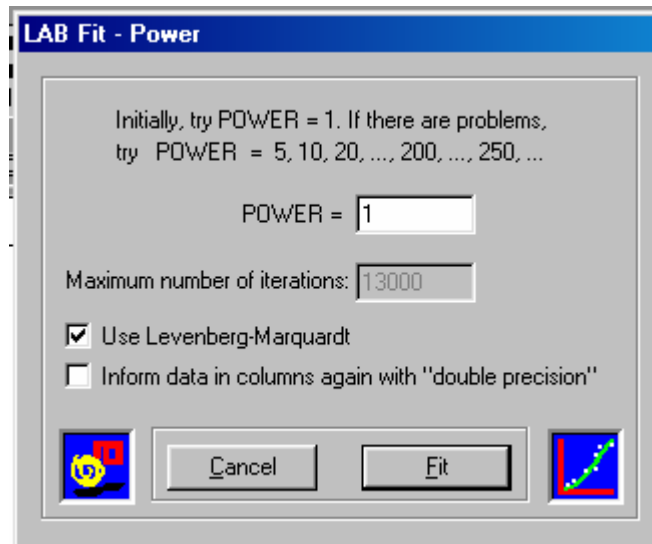 LAB Fit - Power
Initially, try POWER = 1. If there are problems,
try POWER = 5, 10, 20, ..., 200, ..., 250, ...
POWER = 1
Maximum number of iterations: 13000
Use Levenberg-Marquardt
Inform data in columns again with "double precision"
Cancel Fit